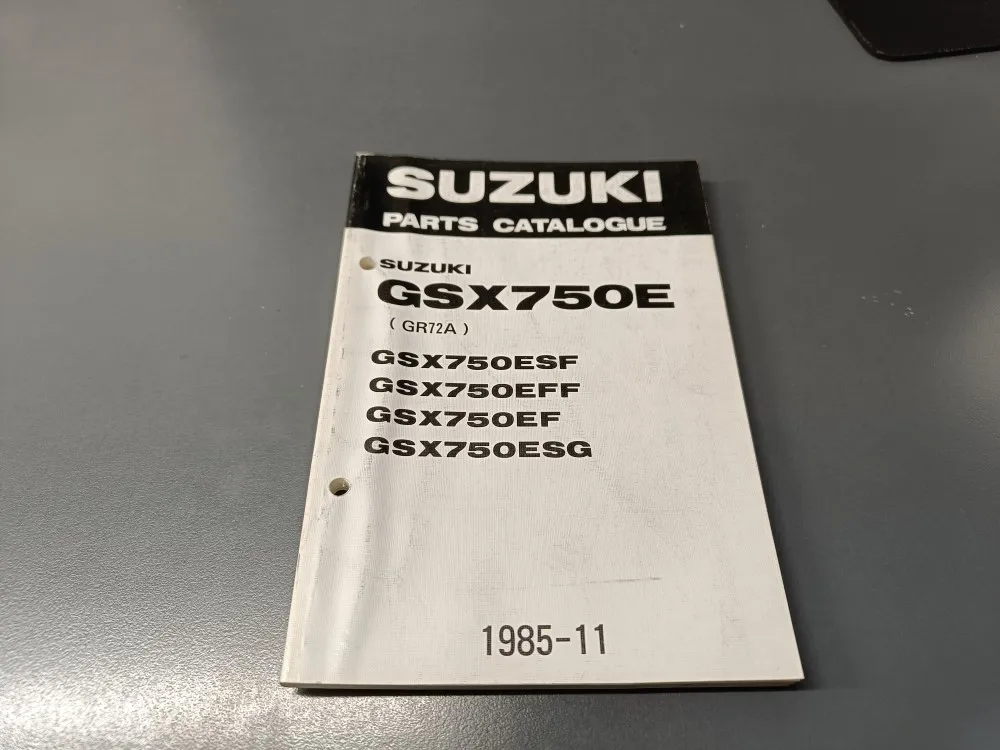 SUZUKI
PARTS CATALOGUE
SUZUKI
GSX750E
( GR72A )
GSX750ESF
GSX750EFF
GSX750EF
GSX750ESG
1985-11